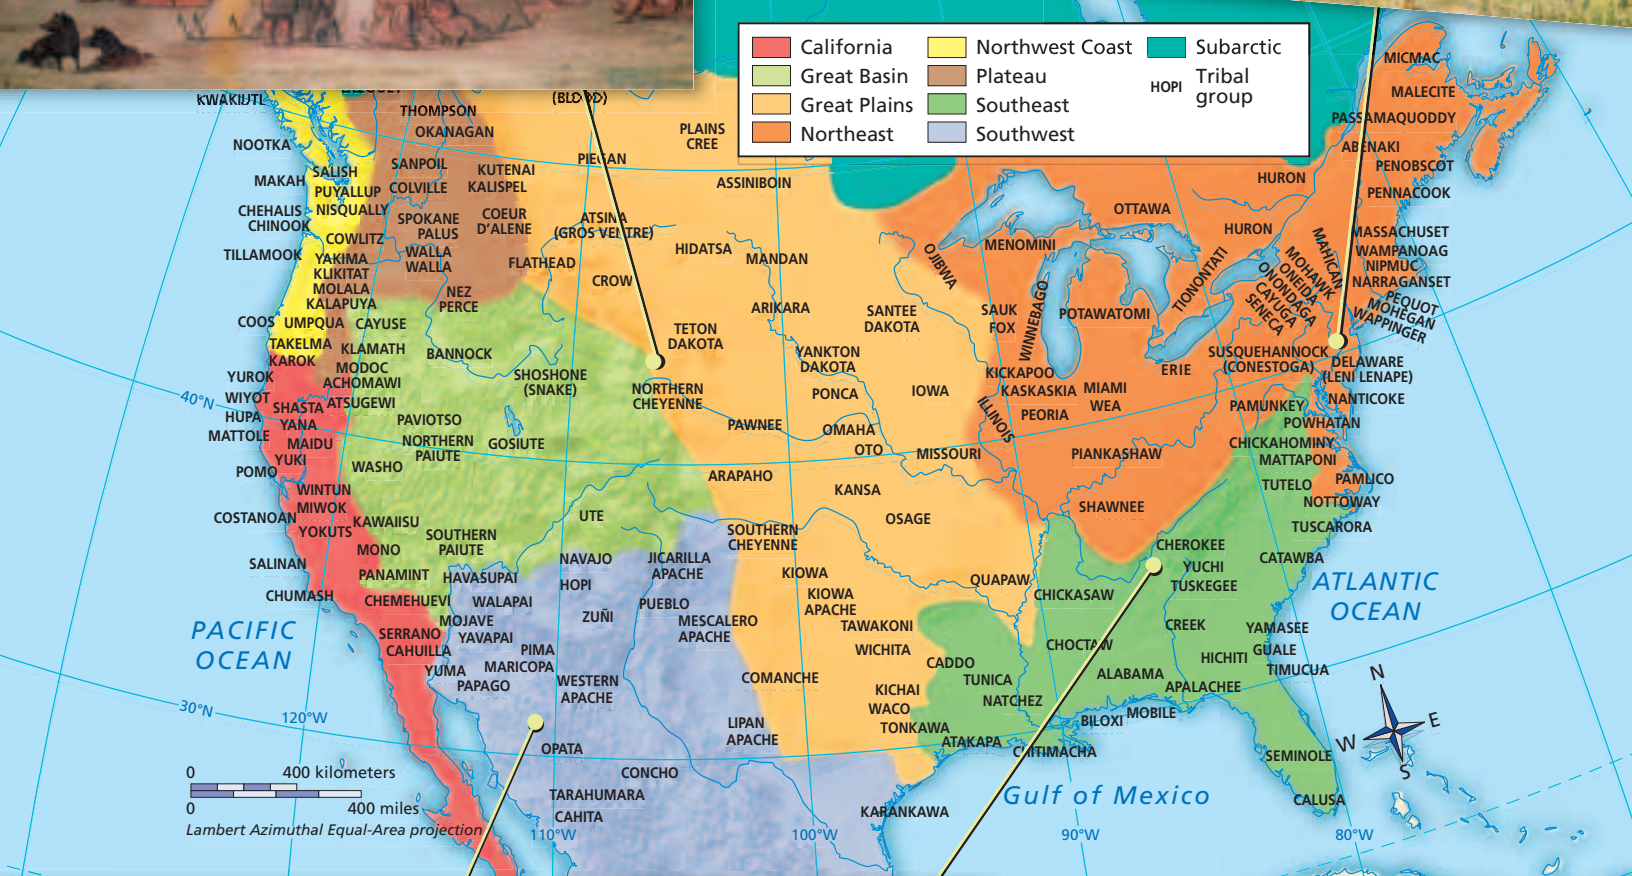 California
Great Basin
Great Plains
Northeast
Northwest Coast
Plateau
Southeast
Southwest
Subarctic
HOPI Tribal
group
KWAKIUTL
(BLOOD)
THOMPSON
OKANAGAN
NOOTKA
SALISH
SANPOIL
KUTENAI
PIEGAN
PLAINS
CREE
ASSINIBOIN
MAKAH
PUYALLUP
COLVILLE
KALISPEL
CHEHALIS
NISQUALLY
CHINOOK
SPOKANE
PALUS
COEUR
D'ALENE
ATSINA
(GROS VENTRE)
TILLAMOOK
COWLITZ
YAKIMA
KLIKITAT
MOLALA
KALAPUYA
WALLA
WALLA
FLATHEAD
HIDATSA
MANDAN
CROW
NEZ
PERCE
ARIKARA
SANTEE
DAKOTA
COOS
UMPQUA
CAYUSE
TAKELMA
KAROK
KLAMATH
BANNOCK
TETON
DAKOTA
YANKTON
DAKOTA
YUROK
MODOC
ACHOMAWI
SHOSHONE
(SNAKE)
NORTHERN
CHEYENNE
PONCA
IOWA
40°N
WIYOT
HUPA
SHASTA
ATSUGEWI
YANA
MATTOLE
MAIDU
PAVIOTSO
NORTHERN
PAIUTE
GOSIUTE
PAWNEE
OMAHA
OTO
MISSOURI
YUKI
POMO
WASHO
ARAPAHO
WINTUN
MIWOK
KANSA
COSTANOAN
YOKUTS
KAWAIISU
UTE
OSAGE
MONO
SOUTHERN
PAIUTE
SOUTHERN
CHEYENNE
SALINAN
PANAMINT
HAVASUPAI
NAVAJO
JICARILLA
APACHE
KIOWA
QUAPAW
HOPI
CHUMASH
CHEMEHUEVI
WALAPAI
PUEBLO
KIOWA
APACHE
MOJAVE
ZUÑI
MESCALERO
APACHE
TAWAKONI
SERRANO
YAVAPAI
CAHUILLA
PIMA
MARICOPA
WICHITA
YUMA
PAPAGO
WESTERN
APACHE
COMANCHE
CADDO
KICHAI
WACO
TUNICA
NATCHEZ
LIPAN
APACHE
TONKAWA
ATAKAPA
CHITIMACHA
OPATA
CONCHO
TARAHUMARA
CAHITA
KARANKAWA
MICMAC
MALECITE
PASSAMAQUODDY
ABENAKI
PENOBSCOT
PENNACOOK
HURON
OTTAWA
HURON
MENOMINI
OJIBWA
MASSACHUSET
WAMPANOAG
NIPMUC
NARRAGANSET
PEQUOT
MOHEGAN
WAPPINGER
MAHICAN
MOHAWK
ONEIDA
ONONDAGA
CAYUGA
SENECA
TIONONTATI
SAUK
FOX
WINNEBAGO
POTAWATOMI
SUSQUEHANNOCK
(CONESTOGA)
DELAWARE
(LENI LENAPE)
ERIE
KICKAPOO
KASKASKIA
MIAMI
WEA
PEORIA
ILLINOIS
NANTICOKE
PAMUNKEY
POWHATAN
CHICKAHOMINY
MATTAPONI
PIANKASHAW
TUTELO
PAMLICO
NOTTOWAY
SHAWNEE
TUSCARORA
CHEROKEE
YUCHI
TUSKEGEE
CATAWBA
CHICKASAW
CREEK
YAMASEE
CHOCTAW
HICHITI
GUALE
TIMUCUA
ALABAMA
APALACHEE
BILOXI
MOBILE
SEMINOLE
CALUSA
PACIFIC
OCEAN
ATLANTIC
OCEAN
Gulf of Mexico
30°N
120°W
110°W
100°W
90°W
80°W
N
E
W
S
0 400 kilometers
0 400 miles
Lambert Azimuthal Equal-Area projection